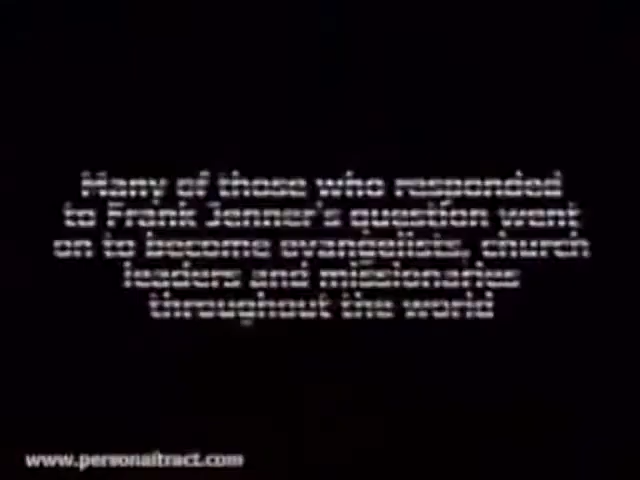 Many of those who responded
to Frank Jenner's question went
on to become evangelists, church
leaders and missionaries
throughout the world
www.personaltract.com